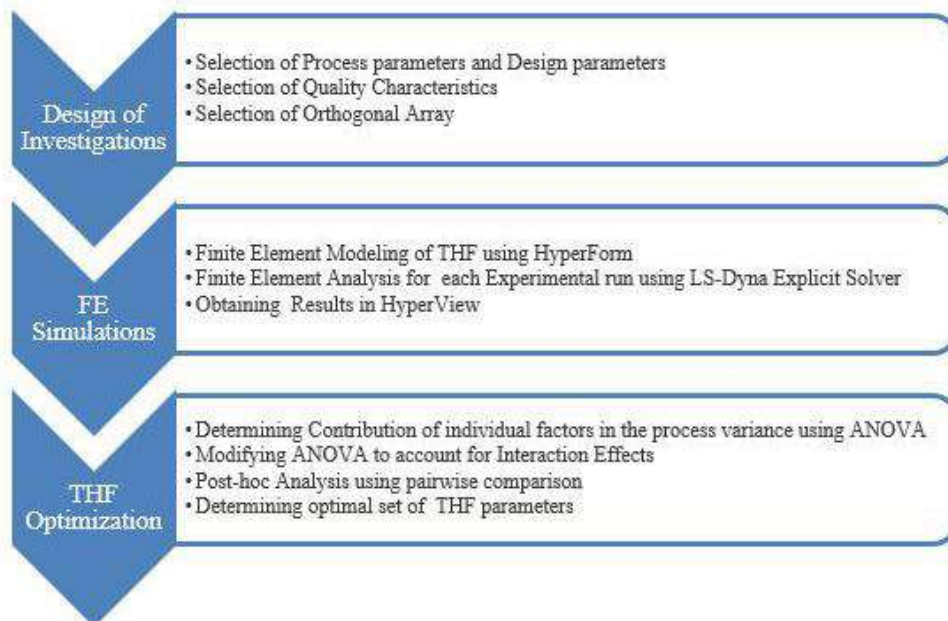 Design of
Investigations
• Selection of Process parameters and Design parameters
• Selection of Quality Characteristics
• Selection of Orthogonal Array
FE
Simulations
• Finite Element Modeling of THF using HyperForm
• Finite Element Analysis for each Experimental run using LS-Dyna Explicit Solver
• Obtaining Results in HyperView
THF
Optimization
• Determining Contribution of individual factors in the process variance using ANOVA
• Modifying ANOVA to account for Interaction Effects
• Post-hoc Analysis using pairwise comparison
• Determining optimal set of THF parameters